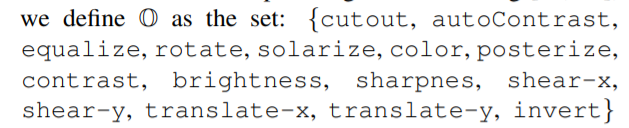 we define 𝕆 as the set: {cutout, autoContrast,
equalize, rotate, solarize, color, posterize,
contrast, brightness, sharpnes, shear-x,
shear-y, translate-x, translate-y, invert}